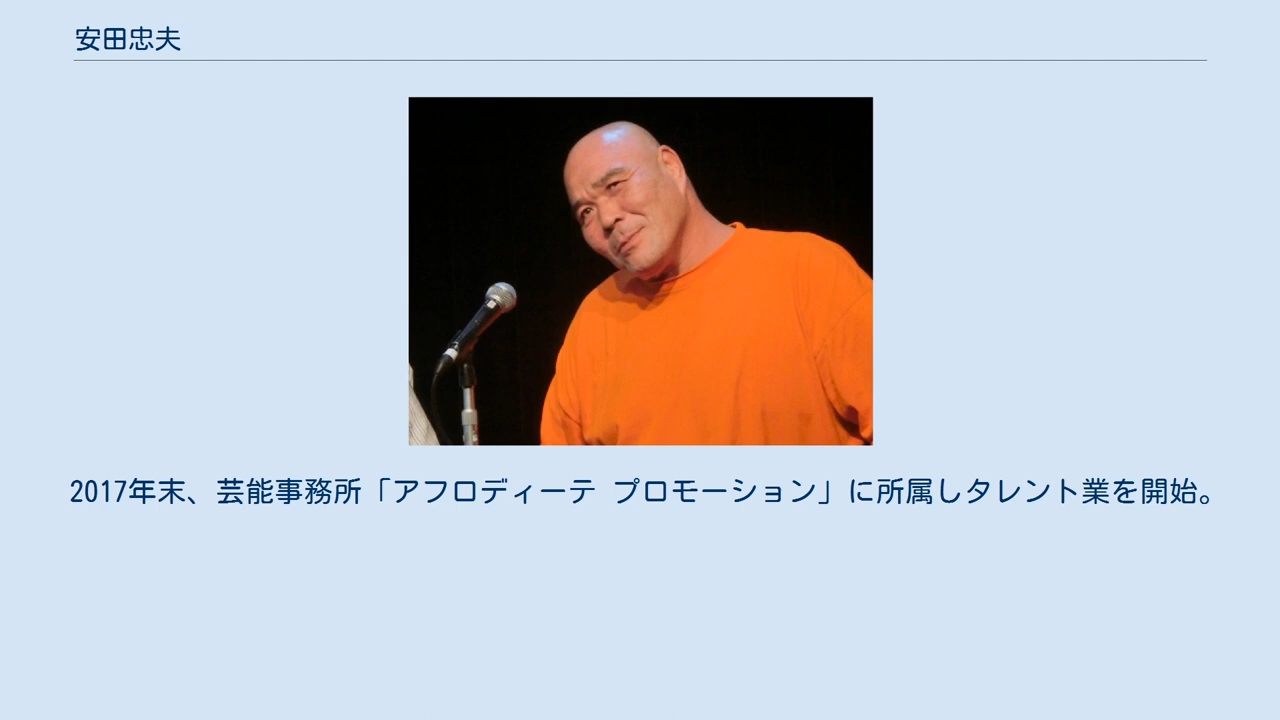 安田忠夫
2017年末、芸能事務所「アフロディーテ プロモーション」に所属しタレント業を開始。